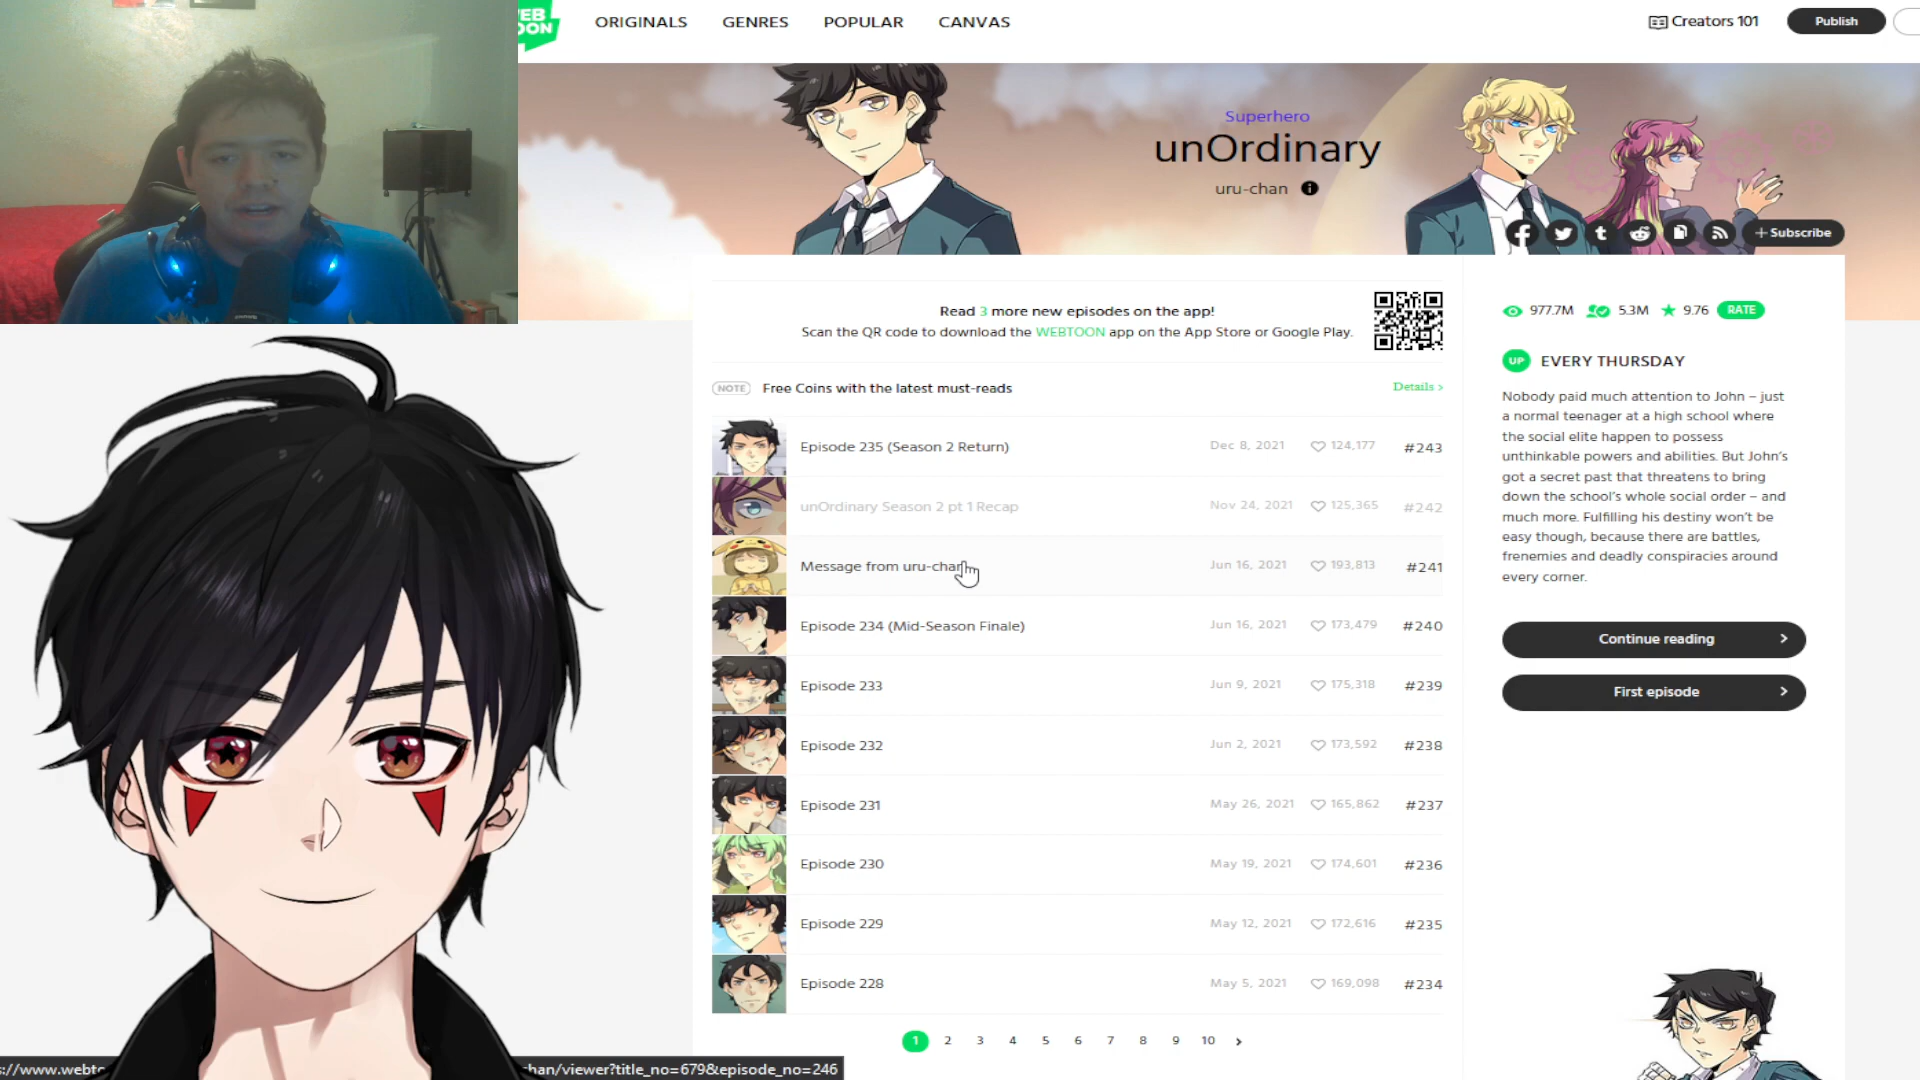 EB
OON
ORIGINALS GENRES POPULAR CANVAS
Creators 101
Publish
Superhero
unOrdinary
uru-chan
+ Subscribe
Read 3 more new episodes on the app!
Scan the QR code to download the WEBTOON app on the App Store or Google Play.
NOTE Free Coins with the latest must-reads Details >
Episode 235 (Season 2 Return) Dec 8, 2021 124,177 #243
unOrdinary Season 2 pt 1 Recap Nov 24, 2021 125,365 #242
Message from uru-chan Jun 16, 2021 193,813 #241
Episode 234 (Mid-Season Finale) Jun 16, 2021 173,479 #240
Episode 233 Jun 9, 2021 175,318 #239
Episode 232 Jun 2, 2021 173,592 #238
Episode 231 May 26, 2021 165,862 #237
Episode 230 May 19, 2021 174,601 #236
Episode 229 May 12, 2021 172,616 #235
Episode 228 May 5, 2021 169,098 #234
1 2 3 4 5 6 7 8 9 10 >
977.7M 5.3M 9.76 RATE
UP EVERY THURSDAY
Nobody paid much attention to John – just
a normal teenager at a high school where
the social elite happen to possess
unthinkable powers and abilities. But John's
got a secret past that threatens to bring
down the school's whole social order – and
much more. Fulfilling his destiny won't be
easy though, because there are battles,
frenemies and deadly conspiracies around
every corner.
Continue reading >
First episode >
s://www.webto
chan/viewer?title_no=679&episode_no=246